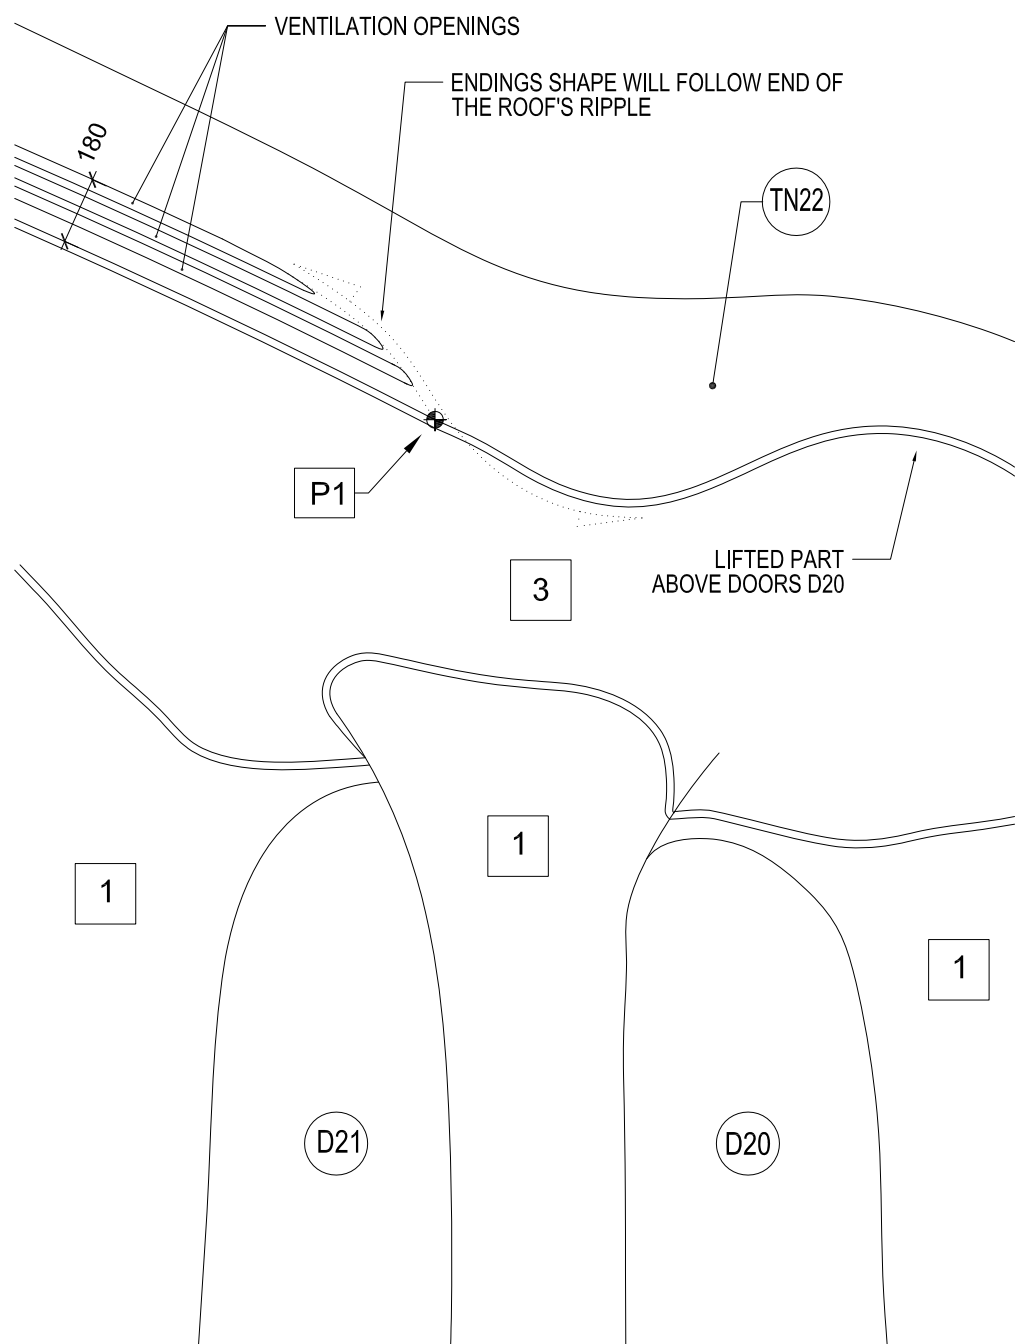 VENTILATION OPENINGS
ENDINGS SHAPE WILL FOLLOW END OF
THE ROOF'S RIPPLE
180
TN22
P1
LIFTED PART
ABOVE DOORS D20
3
1
1
1
D21
D20